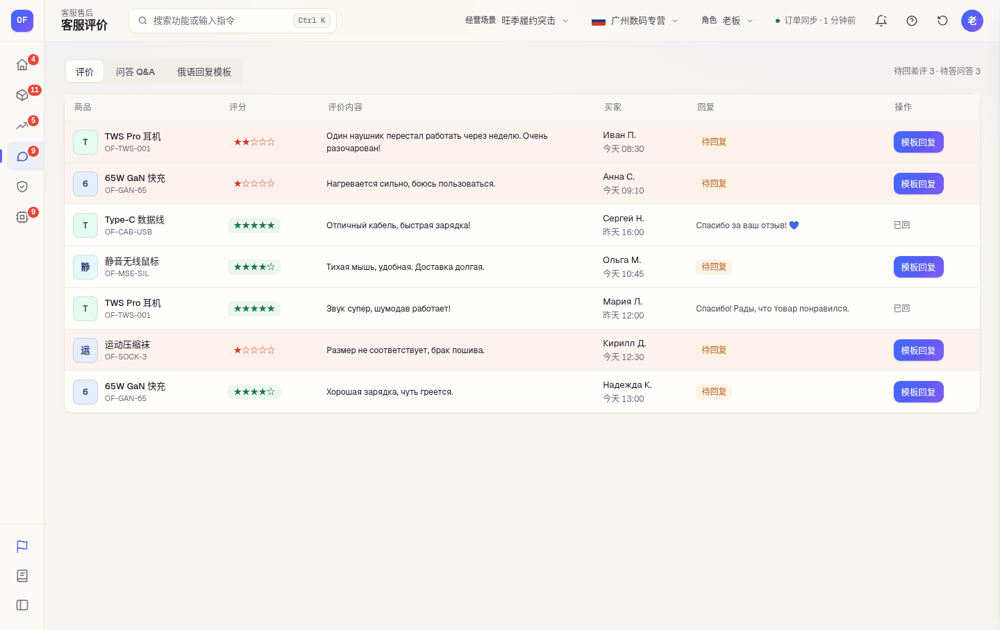 OF
客服售后
客服评价
搜索功能或输入指令
Ctrl K
经营场景 旺季履约突击
广州数码专营
角色 老板
订单同步 · 1 分钟前
老
4
11
5
9
9
评价
问答 Q&A
俄语回复模板
待回差评 3 · 待答问答 3
商品 评分 评价内容 买家 回复 操作
T
TWS Pro 耳机
OF-TWS-001
★★☆☆☆
Один наушник перестал работать через неделю. Очень
разочарован!
Иван П.
今天 08:30
待回复
模板回复
6
65W GaN 快充
OF-GAN-65
★☆☆☆☆
Нагревается сильно, боюсь пользоваться.
Анна С.
今天 09:10
待回复
模板回复
T
Type-C 数据线
OF-CAB-USB
★★★★★
Отличный кабель, быстрая зарядка!
Сергей Н.
昨天 16:00
Спасибо за ваш отзыв! 💙
已回
静
静音无线鼠标
OF-MSE-SIL
★★★★☆
Тихая мышь, удобная. Доставка долгая.
Ольга М.
今天 10:45
待回复
模板回复
T
TWS Pro 耳机
OF-TWS-001
★★★★★
Звук супер, шумодав работает!
Мария Л.
昨天 12:00
Спасибо! Рады, что товар понравился.
已回
运
运动压缩袜
OF-SOCK-3
★☆☆☆☆
Размер не соответствует, брак пошива.
Кирилл Д.
今天 12:30
待回复
模板回复
6
65W GaN 快充
OF-GAN-65
★★★★☆
Хорошая зарядка, чуть греется.
Надежда К.
今天 13:00
待回复
模板回复